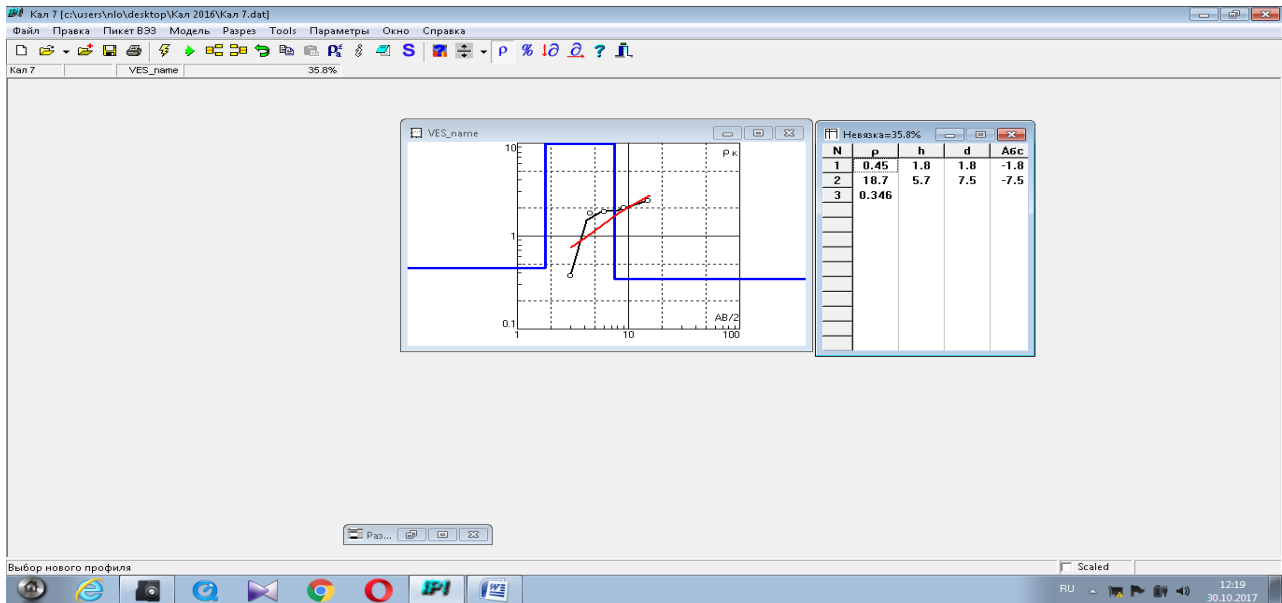 Кал 7 [c:\users\nlo\desktop\Кал 2016\Кал 7.dat]
Файл Правка Пикет ВЭЗ Модель Разрез Tools Параметры Окно Справка
S ρ % ↓∂ ∂ ?
Кал 7 VES_name 35.8%
VES_name
10 ρк
1
0.1 AB/2
1 10 100
Невязка=35.8%
N ρ h d Абс
1 0.45 1.8 1.8 -1.8
2 18.7 5.7 7.5 -7.5
3 0.346
Раз...
Выбор нового профиля Scaled
IPI RU 12:19
30.10.2017